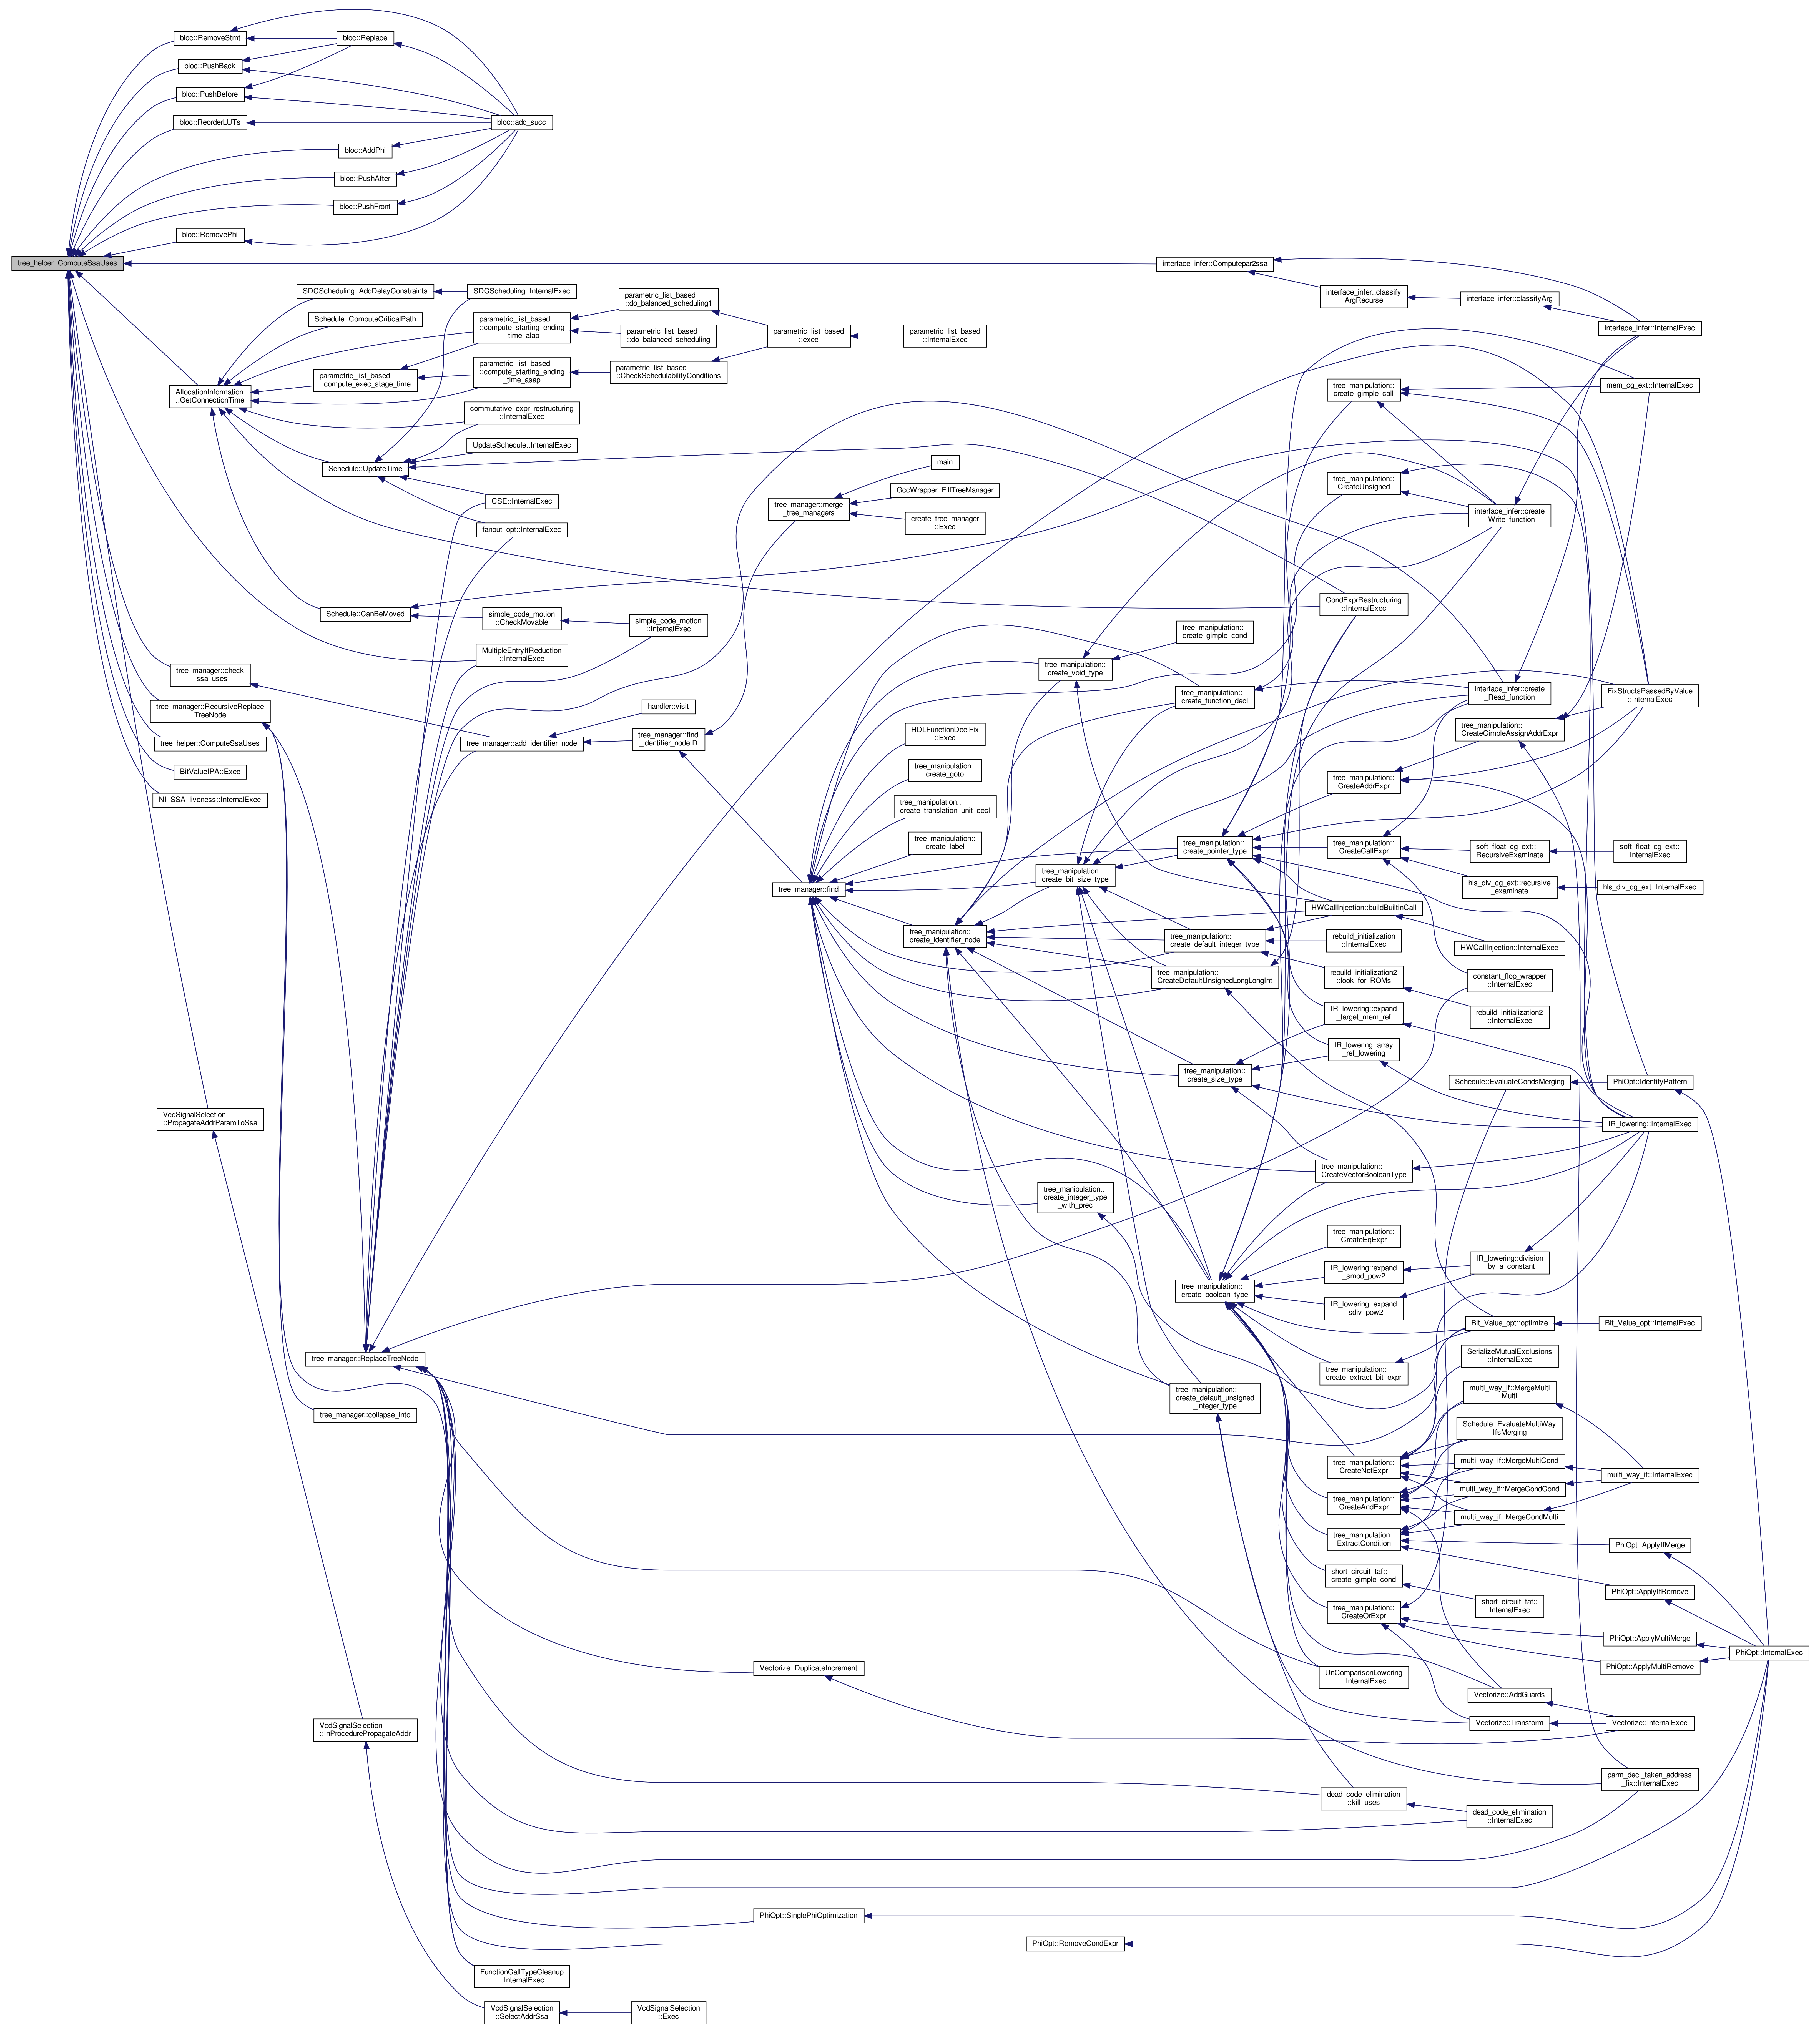 bloc::RemoveStmt
bloc::Replace
bloc::PushBack
bloc::PushBefore
bloc::ReorderLUTs
bloc::add_succ
bloc::AddPhi
bloc::PushAfter
bloc::PushFront
bloc::RemovePhi
tree_helper::ComputeSsaUses
interface_infer::Computepar2ssa
SDCScheduling::AddDelayConstraints
SDCScheduling::InternalExec
parametric_list_based
::do_balanced_scheduling1
interface_infer::classify
ArgRecurse
interface_infer::classifyArg
Schedule::ComputeCriticalPath
parametric_list_based
::compute_starting_ending
_time_alap
parametric_list_based
::do_balanced_scheduling
parametric_list_based
::exec
parametric_list_based
::InternalExec
interface_infer::InternalExec
parametric_list_based
::compute_exec_stage_time
parametric_list_based
::compute_starting_ending
_time_asap
parametric_list_based
::CheckSchedulabilityConditions
AllocationInformation
::GetConnectionTime
tree_manipulation::
create_gimple_call
mem_cg_ext::InternalExec
commutative_expr_restructuring
::InternalExec
UpdateSchedule::InternalExec
Schedule::UpdateTime
main
GccWrapper::FillTreeManager
tree_manipulation::
CreateUnsigned
CSE::InternalExec
tree_manager::merge
_tree_managers
create_tree_manager
::Exec
interface_infer::create
_Write_function
fanout_opt::InternalExec
CondExprRestructuring
::InternalExec
Schedule::CanBeMoved
simple_code_motion
::CheckMovable
simple_code_motion
::InternalExec
tree_manipulation::
create_gimple_cond
MultipleEntryIfReduction
::InternalExec
tree_manipulation::
create_void_type
tree_manager::check
_ssa_uses
tree_manipulation::
create_function_decl
interface_infer::create
_Read_function
FixStructsPassedByValue
::InternalExec
tree_manager::RecursiveReplace
TreeNode
handler::visit
tree_manipulation::
CreateGimpleAssignAddrExpr
tree_helper::ComputeSsaUses
tree_manager::add_identifier_node
tree_manager::find
_identifier_nodeID
HDLFunctionDeclFix
::Exec
BitValueIPA::Exec
tree_manipulation::
create_goto
tree_manipulation::
CreateAddrExpr
NI_SSA_liveness::InternalExec
tree_manipulation::
create_translation_unit_decl
tree_manipulation::
create_label
tree_manipulation::
create_pointer_type
tree_manipulation::
CreateCallExpr
soft_float_cg_ext::
RecursiveExaminate
soft_float_cg_ext::
InternalExec
tree_manager::find
tree_manipulation::
create_bit_size_type
hls_div_cg_ext::recursive
_examinate
hls_div_cg_ext::InternalExec
HWCallInjection::buildBuiltinCall
tree_manipulation::
create_identifier_node
tree_manipulation::
create_default_integer_type
rebuild_initialization
::InternalExec
HWCallInjection::InternalExec
tree_manipulation::
CreateDefaultUnsignedLongLongInt
rebuild_initialization2
::look_for_ROMs
constant_flop_wrapper
::InternalExec
IR_lowering::expand
_target_mem_ref
rebuild_initialization2
::InternalExec
IR_lowering::array
_ref_lowering
tree_manipulation::
create_size_type
Schedule::EvaluateCondsMerging
PhiOpt::IdentifyPattern
VcdSignalSelection
::PropagateAddrParamToSsa
IR_lowering::InternalExec
tree_manipulation::
CreateVectorBooleanType
tree_manipulation::
create_integer_type
_with_prec
tree_manipulation::
CreateEqExpr
IR_lowering::expand
_smod_pow2
IR_lowering::division
_by_a_constant
tree_manipulation::
create_boolean_type
IR_lowering::expand
_sdiv_pow2
Bit_Value_opt::optimize
Bit_Value_opt::InternalExec
tree_manager::ReplaceTreeNode
tree_manipulation::
create_extract_bit_expr
SerializeMutualExclusions
::InternalExec
tree_manipulation::
create_default_unsigned
_integer_type
multi_way_if::MergeMulti
Multi
tree_manager::collapse_into
Schedule::EvaluateMultiWay
IfsMerging
tree_manipulation::
CreateNotExpr
multi_way_if::MergeMultiCond
multi_way_if::InternalExec
tree_manipulation::
CreateAndExpr
multi_way_if::MergeCondCond
multi_way_if::MergeCondMulti
tree_manipulation::
ExtractCondition
PhiOpt::ApplyIfMerge
short_circuit_taf::
create_gimple_cond
PhiOpt::ApplyIfRemove
short_circuit_taf::
InternalExec
tree_manipulation::
CreateOrExpr
PhiOpt::ApplyMultiMerge
PhiOpt::InternalExec
Vectorize::DuplicateIncrement
UnComparisonLowering
::InternalExec
PhiOpt::ApplyMultiRemove
Vectorize::AddGuards
VcdSignalSelection
::InProcedurePropagateAddr
Vectorize::Transform
Vectorize::InternalExec
parm_decl_taken_address
_fix::InternalExec
dead_code_elimination
::kill_uses
dead_code_elimination
::InternalExec
PhiOpt::SinglePhiOptimization
PhiOpt::RemoveCondExpr
FunctionCallTypeCleanup
::InternalExec
VcdSignalSelection
::SelectAddrSsa
VcdSignalSelection
::Exec